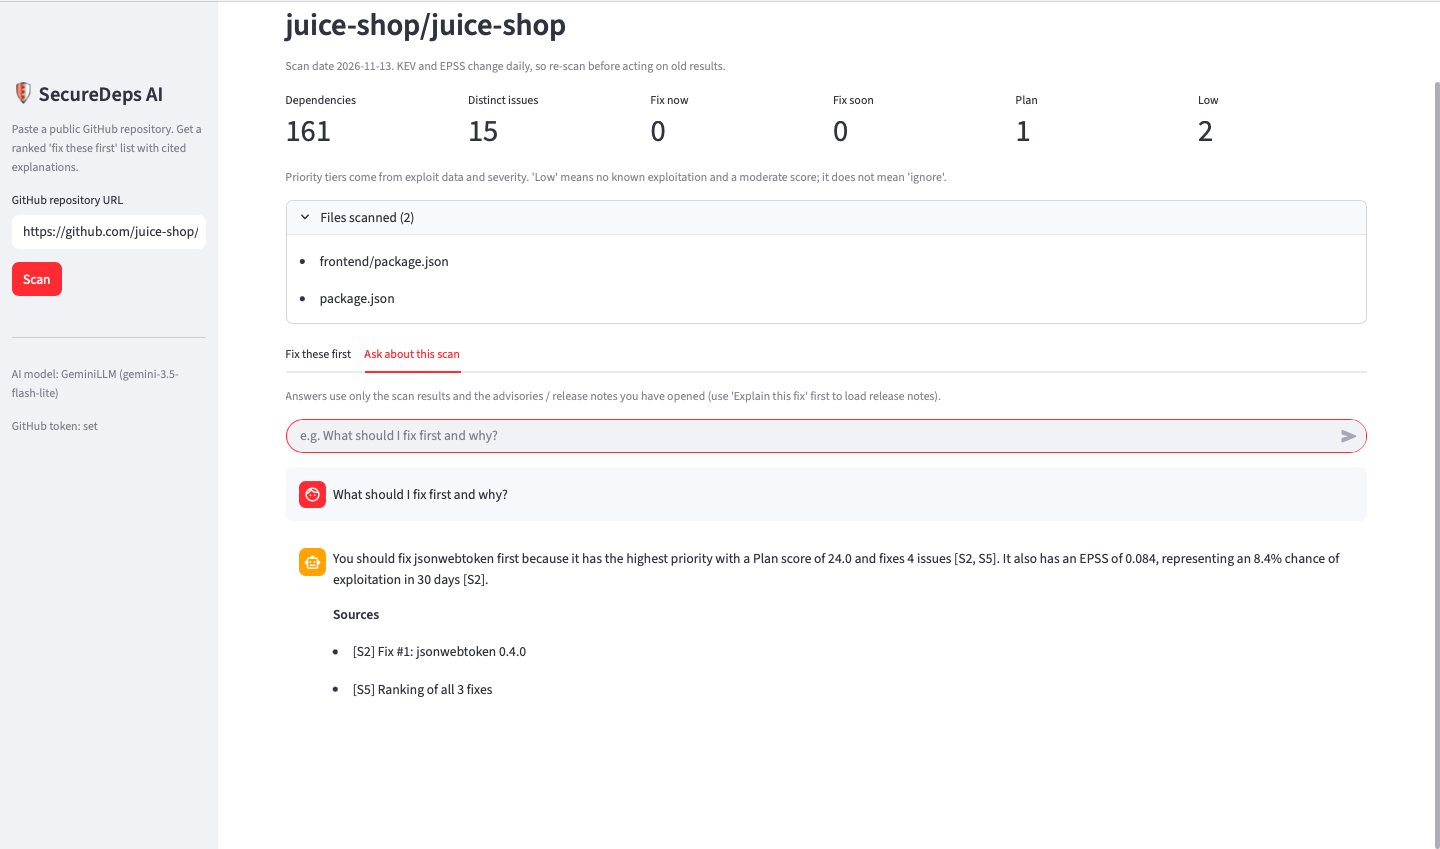 juice-shop/juice-shop
Scan date 2026-11-13. KEV and EPSS change daily, so re-scan before acting on old results.
SecureDeps AI
Paste a public GitHub repository. Get a
ranked 'fix these first' list with cited
explanations.
GitHub repository URL
https://github.com/juice-shop/
Scan
AI model: GeminiLLM (gemini-3.5-
flash-lite)
GitHub token: set
Dependencies
161
Distinct issues
15
Fix now
0
Fix soon
0
Plan
1
Low
2
Priority tiers come from exploit data and severity. 'Low' means no known exploitation and a moderate score; it does not mean 'ignore'.
Files scanned (2)
• frontend/package.json
• package.json
Fix these first
Ask about this scan
Answers use only the scan results and the advisories / release notes you have opened (use 'Explain this fix' first to load release notes).
e.g. What should I fix first and why?
What should I fix first and why?
You should fix jsonwebtoken first because it has the highest priority with a Plan score of 24.0 and fixes 4 issues [S2, S5]. It also has an EPSS of 0.084, representing an 8.4% chance of
exploitation in 30 days [S2].
Sources
• [S2] Fix #1: jsonwebtoken 0.4.0
• [S5] Ranking of all 3 fixes